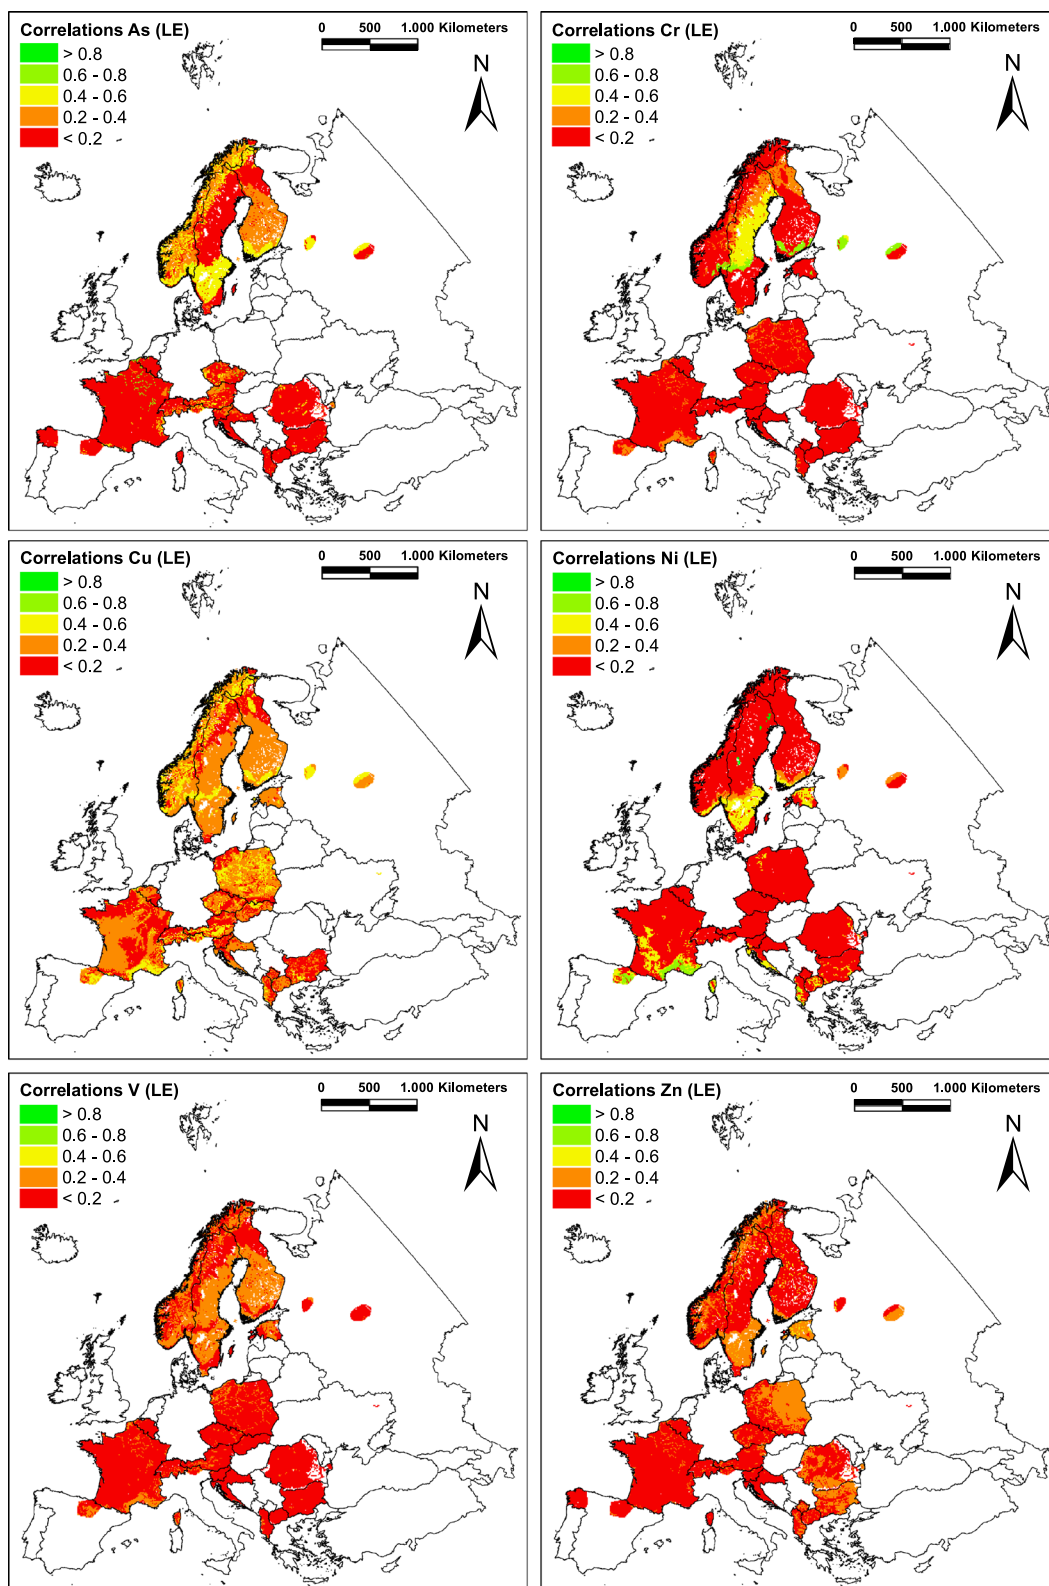 Correlations As (LE)
> 0.8
0.6 - 0.8
0.4 - 0.6
0.2 - 0.4
< 0.2
0 500 1.000 Kilometers
N
Correlations Cr (LE)
> 0.8
0.6 - 0.8
0.4 - 0.6
0.2 - 0.4
< 0.2
0 500 1.000 Kilometers
N
Correlations Cu (LE)
> 0.8
0.6 - 0.8
0.4 - 0.6
0.2 - 0.4
< 0.2
0 500 1.000 Kilometers
N
Correlations Ni (LE)
> 0.8
0.6 - 0.8
0.4 - 0.6
0.2 - 0.4
< 0.2
0 500 1.000 Kilometers
N
Correlations V (LE)
> 0.8
0.6 - 0.8
0.4 - 0.6
0.2 - 0.4
< 0.2
0 500 1.000 Kilometers
N
Correlations Zn (LE)
> 0.8
0.6 - 0.8
0.4 - 0.6
0.2 - 0.4
< 0.2
0 500 1.000 Kilometers
N